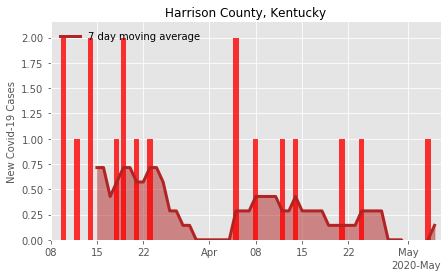 Harrison County, Kentucky
7 day moving average
New Covid-19 Cases
2.00
1.75
1.50
1.25
1.00
0.75
0.50
0.25
0.00
08
15
22
Apr
08
15
22
May
2020-May